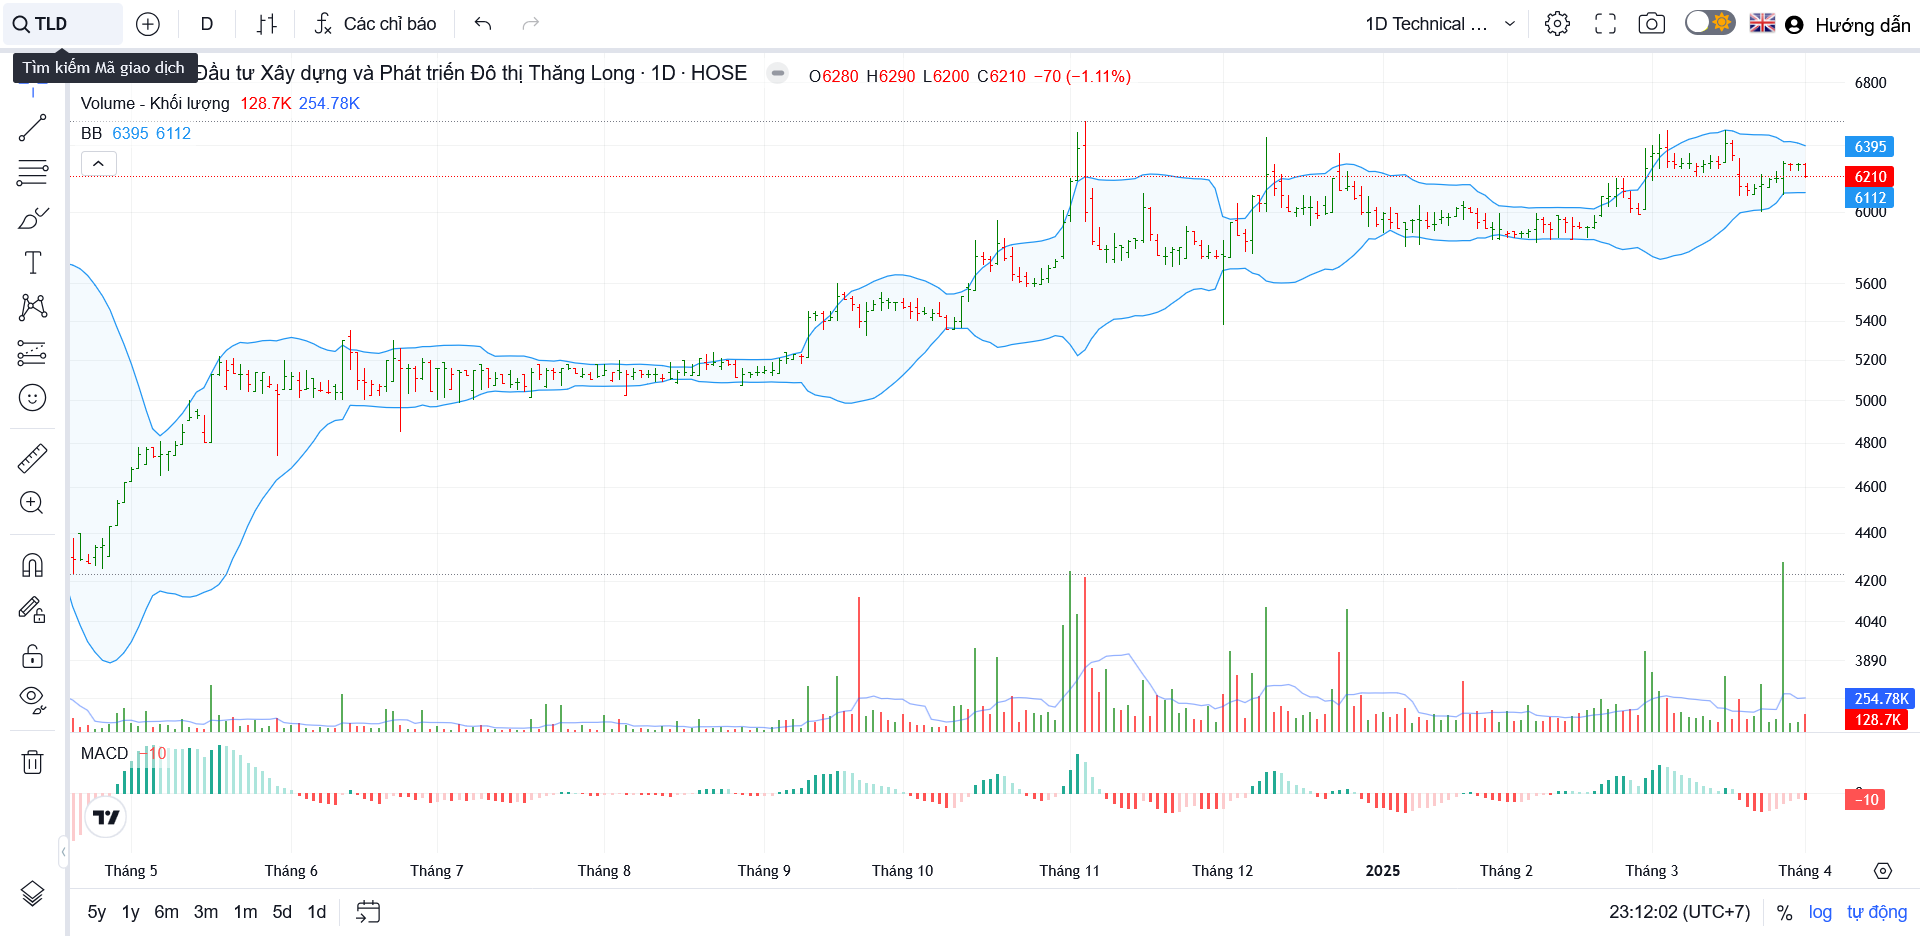 TLD
D
Các chỉ báo
1D Technical ...
Hướng dẫn
Tìm kiếm Mã giao dịch
Đầu tư Xây dựng và Phát triển Đô thị Thăng Long · 1D · HOSE
O6280 H6290 L6200 C6210 −70 (−1.11%)
Volume - Khối lượng 128.7K 254.78K
BB 6395 6112
6800
6395
6210
6112
6000
5600
5400
5200
5000
4800
4600
4400
4200
4040
3890
254.78K
128.7K
MACD −10
−10
Tháng 5 Tháng 6 Tháng 7 Tháng 8 Tháng 9 Tháng 10 Tháng 11 Tháng 12 2025 Tháng 2 Tháng 3 Tháng 4
5y 1y 6m 3m 1m 5d 1d
23:12:02 (UTC+7) % log tự động